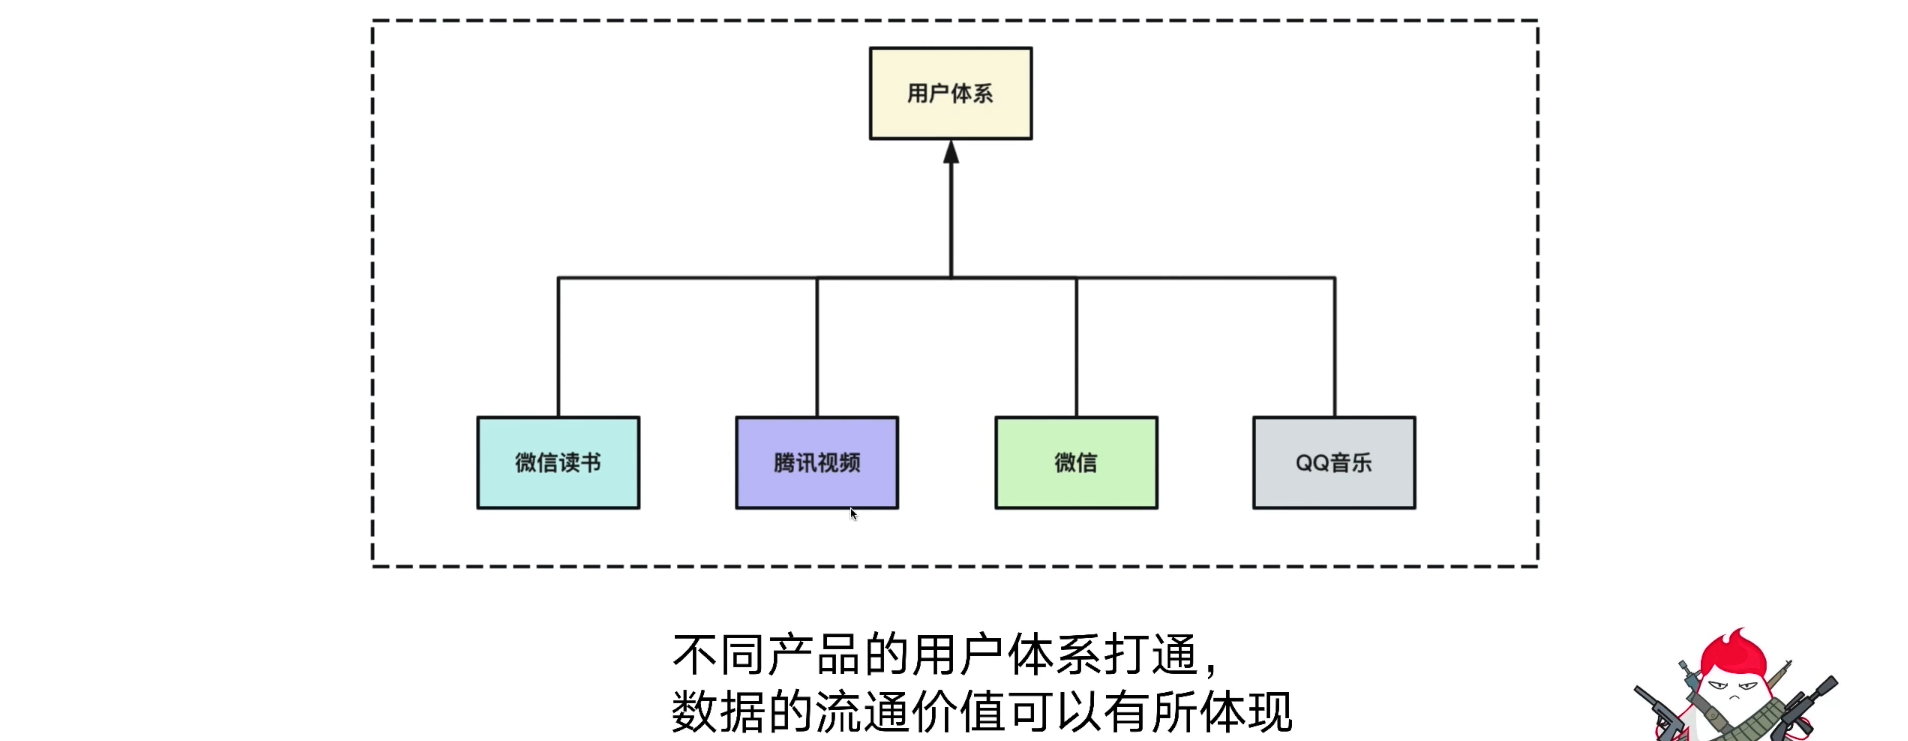 用户体系
微信读书
腾讯视频
微信
QQ音乐
不同产品的用户体系打通，
数据的流通价值可以有所体现